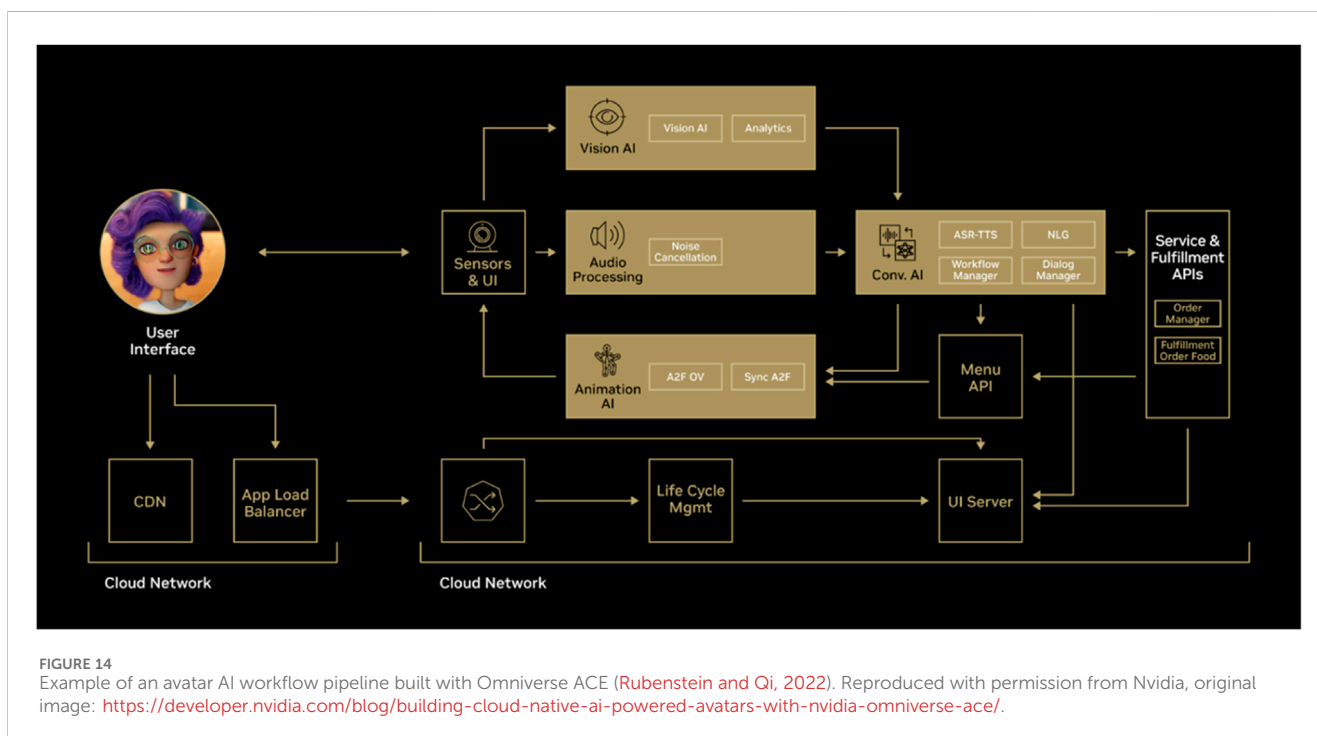 Vision AI
Vision AI
Analytics
User
Interface
Sensors
& UI
Audio
Processing
Noise
Cancellation
Conv. AI
ASR-TTS
NLG
Workflow
Manager
Dialog
Manager
Service &
Fulfillment
APIs
Order
Manager
Fulfillment
Order Food
Animation
AI
A2F OV
Sync A2F
Menu
API
CDN
App Load
Balancer
Life Cycle
Mgmt
UI Server
Cloud Network
Cloud Network
FIGURE 14
Example of an avatar AI workflow pipeline built with Omniverse ACE (Rubenstein and Qi, 2022). Reproduced with permission from Nvidia, original
image: https://developer.nvidia.com/blog/building-cloud-native-ai-powered-avatars-with-nvidia-omniverse-ace/.